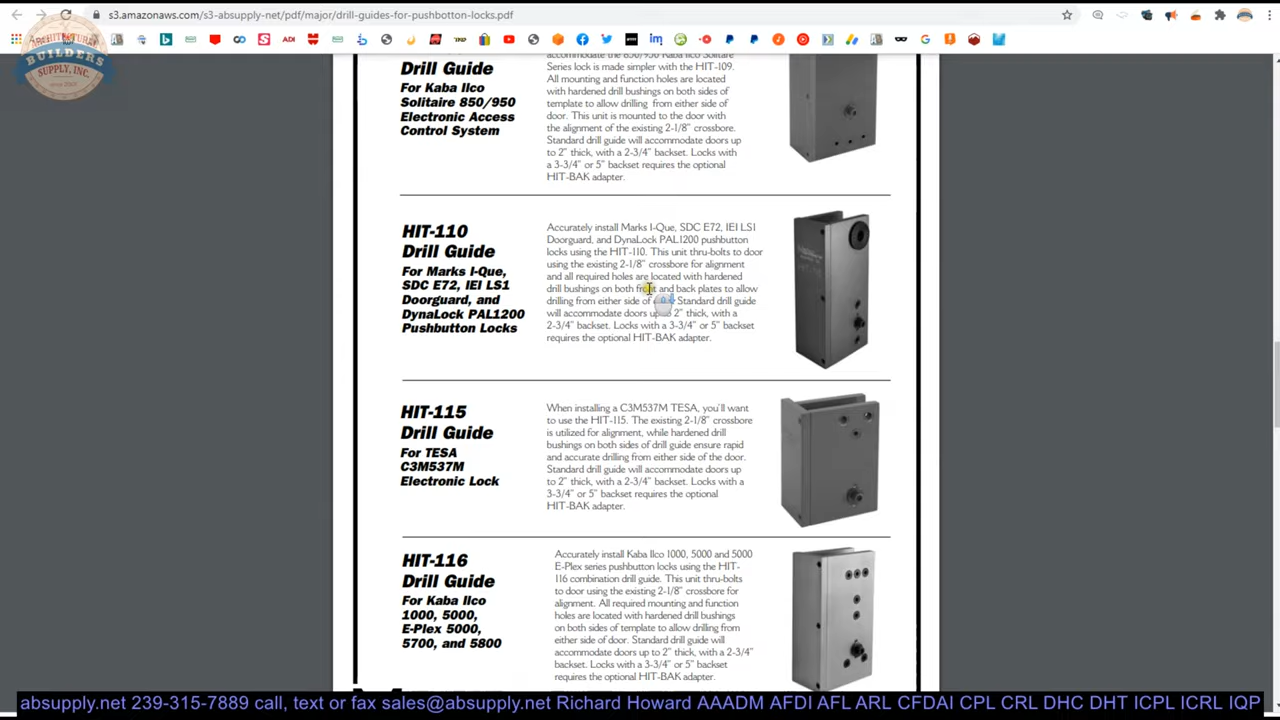 s3.amazonaws.com/s3-absupply-net/pdf/major/drill-guides-for-pushbotton-locks.pdf
ARCHITECTURAL
BUILDERS
SUPPLY, INC.
since 2007
Drill Guide
For Kaba Ilco
Solitaire 850/950
Electronic Access
Control System
accommodate the 850/950 Kaba Ilco Solitaire
Series lock is made simpler with the HIT-109.
All mounting and function holes are located
with hardened drill bushings on both sides of
template to allow drilling from either side of
door. This unit is mounted to the door with
the alignment of the existing 2-1/8" crossbore.
Standard drill guide will accommodate doors up
to 2" thick, with a 2-3/4" backset. Locks with
a 3-3/4" or 5" backset requires the optional
HIT-BAK adapter.
HIT-110
Drill Guide
For Marks I-Que,
SDC E72, IEI LS1
Doorguard, and
DynaLock PAL1200
Pushbutton Locks
Accurately install Marks I-Que, SDC E72, IEI LS1
Doorguard, and DynaLock PAL1200 pushbutton
locks using the HIT-110. This unit thru-bolts to door
using the existing 2-1/8" crossbore for alignment
and all required holes are located with hardened
drill bushings on both front and back plates to allow
drilling from either side of Standard drill guide
will accommodate doors up to 2" thick, with a
2-3/4" backset. Locks with a 3-3/4" or 5" backset
requires the optional HIT-BAK adapter.
HIT-115
Drill Guide
For TESA
C3M537M
Electronic Lock
When installing a C3M537M TESA, you'll want
to use the HIT-115. The existing 2-1/8" crossbore
is utilized for alignment, while hardened drill
bushings on both sides of drill guide ensure rapid
and accurate drilling from either side of the door.
Standard drill guide will accommodate doors up
to 2" thick, with a 2-3/4" backset. Locks with a
3-3/4" or 5" backset requires the optional
HIT-BAK adapter.
HIT-116
Drill Guide
For Kaba Ilco
1000, 5000,
E-Plex 5000,
5700, and 5800
Accurately install Kaba Ilco 1000, 5000 and 5000
E-Plex series pushbutton locks using the HIT-
116 combination drill guide. This unit thru-bolts
to door using the existing 2-1/8" crossbore for
alignment. All required mounting and function
holes are located with hardened drill bushings
on both sides of template to allow drilling from
either side of door. Standard drill guide will
accommodate doors up to 2" thick, with a 2-3/4"
backset. Locks with a 3-3/4" or 5" backset
requires the optional HIT-BAK adapter.
absupply.net 239-315-7889 call, text or fax sales@absupply.net Richard Howard AAADM AFDI AFL ARL CFDAI CPL CRL DHC DHT ICPL ICRL IQP